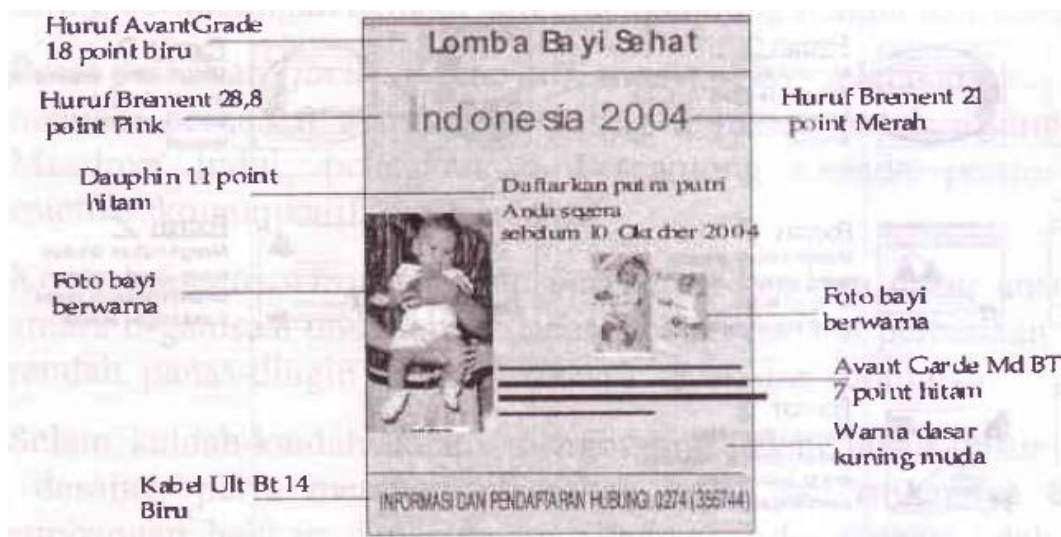 Huruf AvantGrade
18 point biru
Lomba Bayi Sehat
Huruf Brement 28,8
point Pink
Indonesia 2004
Huruf Brement 21
point Merah
Dauphin 11 point
hitam
Daftarkan putra putri
Anda segera
sebelum 10 Oktober 2004
Foto bayi
berwarna
Foto bayi
berwarna
Avant Garde Md BT
7 point hitam
Warna dasar
kuning muda
Kabel Ult Bt 14
Biru
INFORMASI DAN PENDAFTARAN HUBUNGI 0274 (356744)